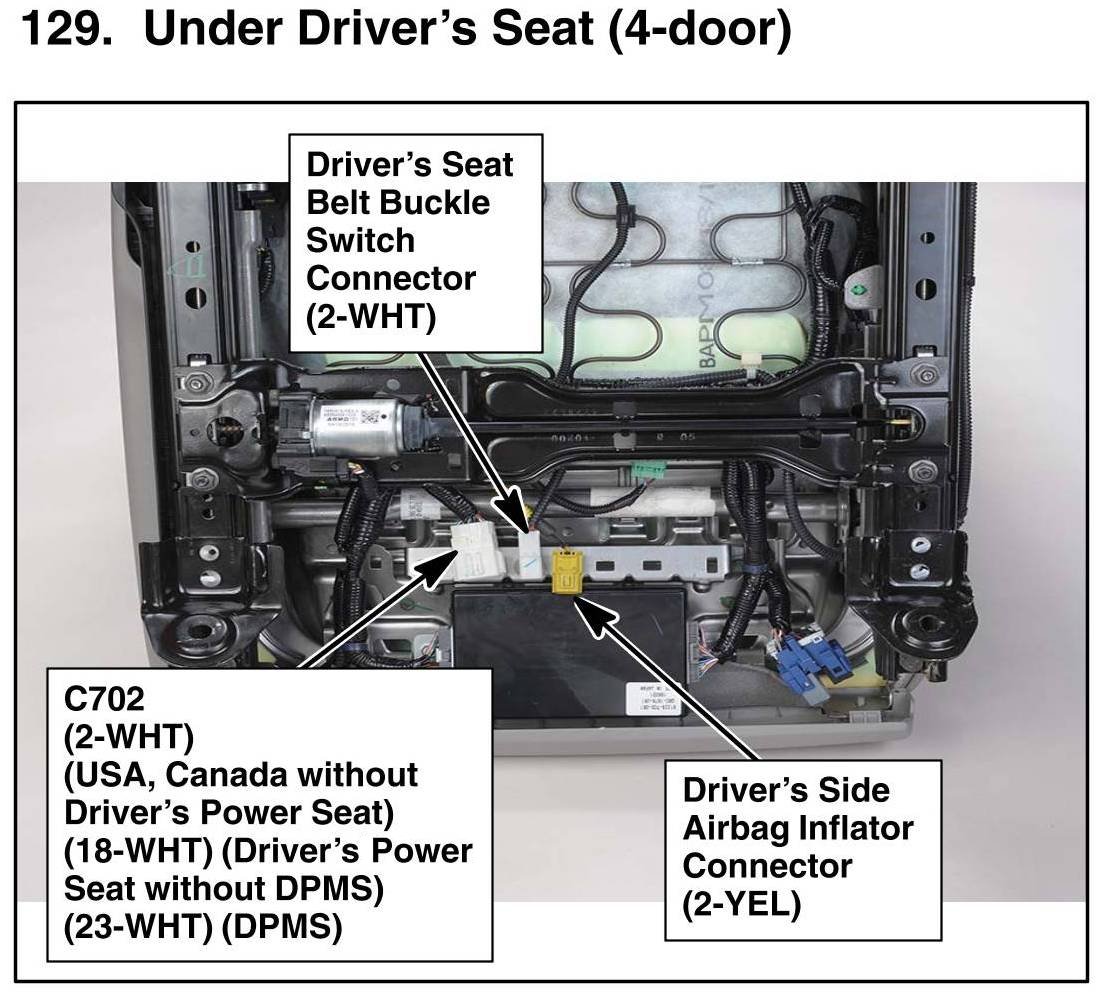 129. Under Driver’s Seat (4-door)
Driver’s Seat
Belt Buckle
Switch
Connector
(2-WHT)
C702
(2-WHT)
(USA, Canada without
Driver’s Power Seat)
(18-WHT) (Driver’s Power
Seat without DPMS)
(23-WHT) (DPMS)
Driver’s Side
Airbag Inflator
Connector
(2-YEL)